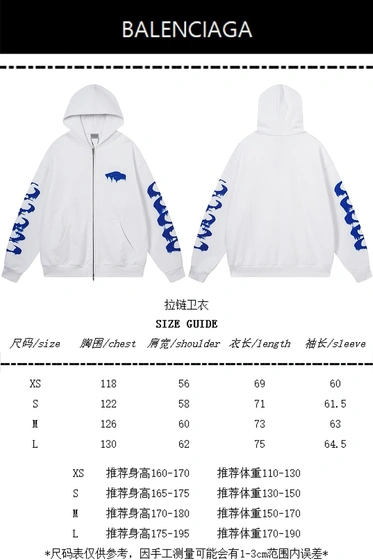 BALENCIAGA
拉链卫衣
SIZE GUIDE
尺码/size 胸围/chest 肩宽/shoulder 衣长/length 袖长/sleeve
XS 118 56 69 60
S 122 58 71 61.5
M 126 60 73 63
L 130 62 75 64.5
XS 推荐身高160-170 推荐体重110-130
S 推荐身高165-175 推荐体重130-150
M 推荐身高170-180 推荐体重150-170
L 推荐身高175-195 推荐体重170-190
*尺码表仅供参考，因手工测量可能会有1-3cm范围内误差*